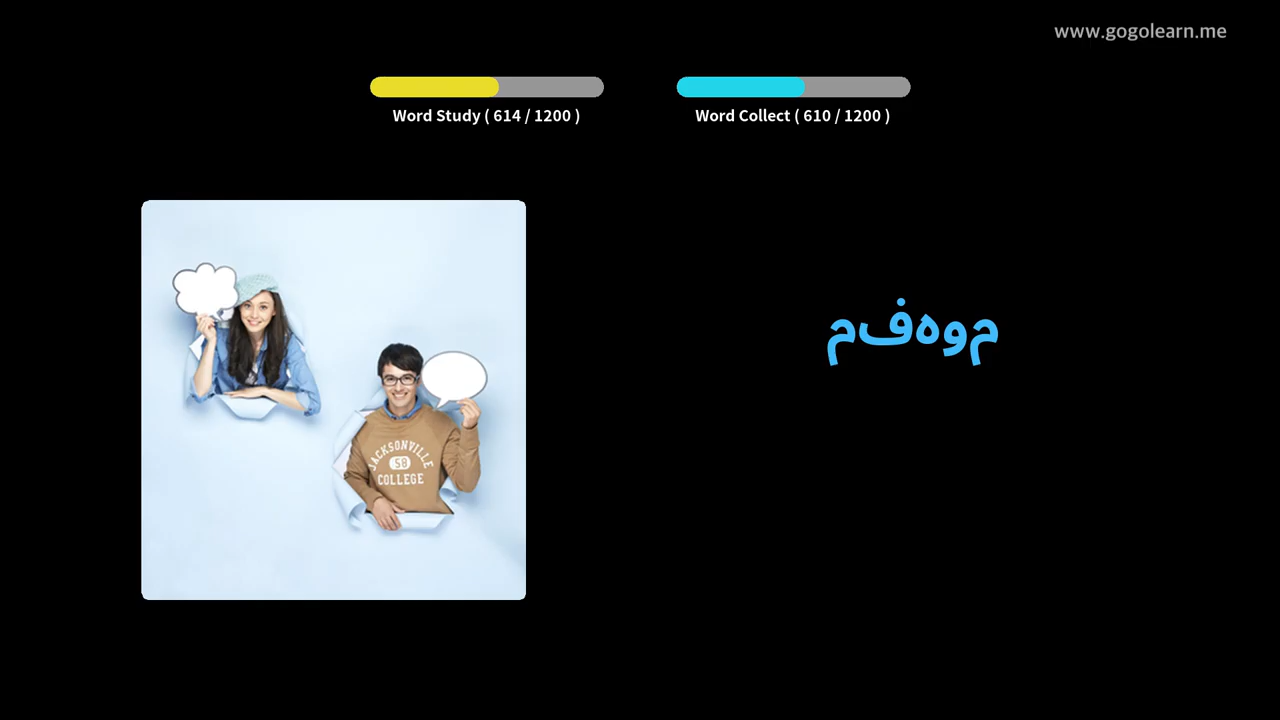 www.gogolearn.me
Word Study ( 614 / 1200 )
Word Collect ( 610 / 1200 )
مفهوم
JACKSONVILLE
58
COLLEGE